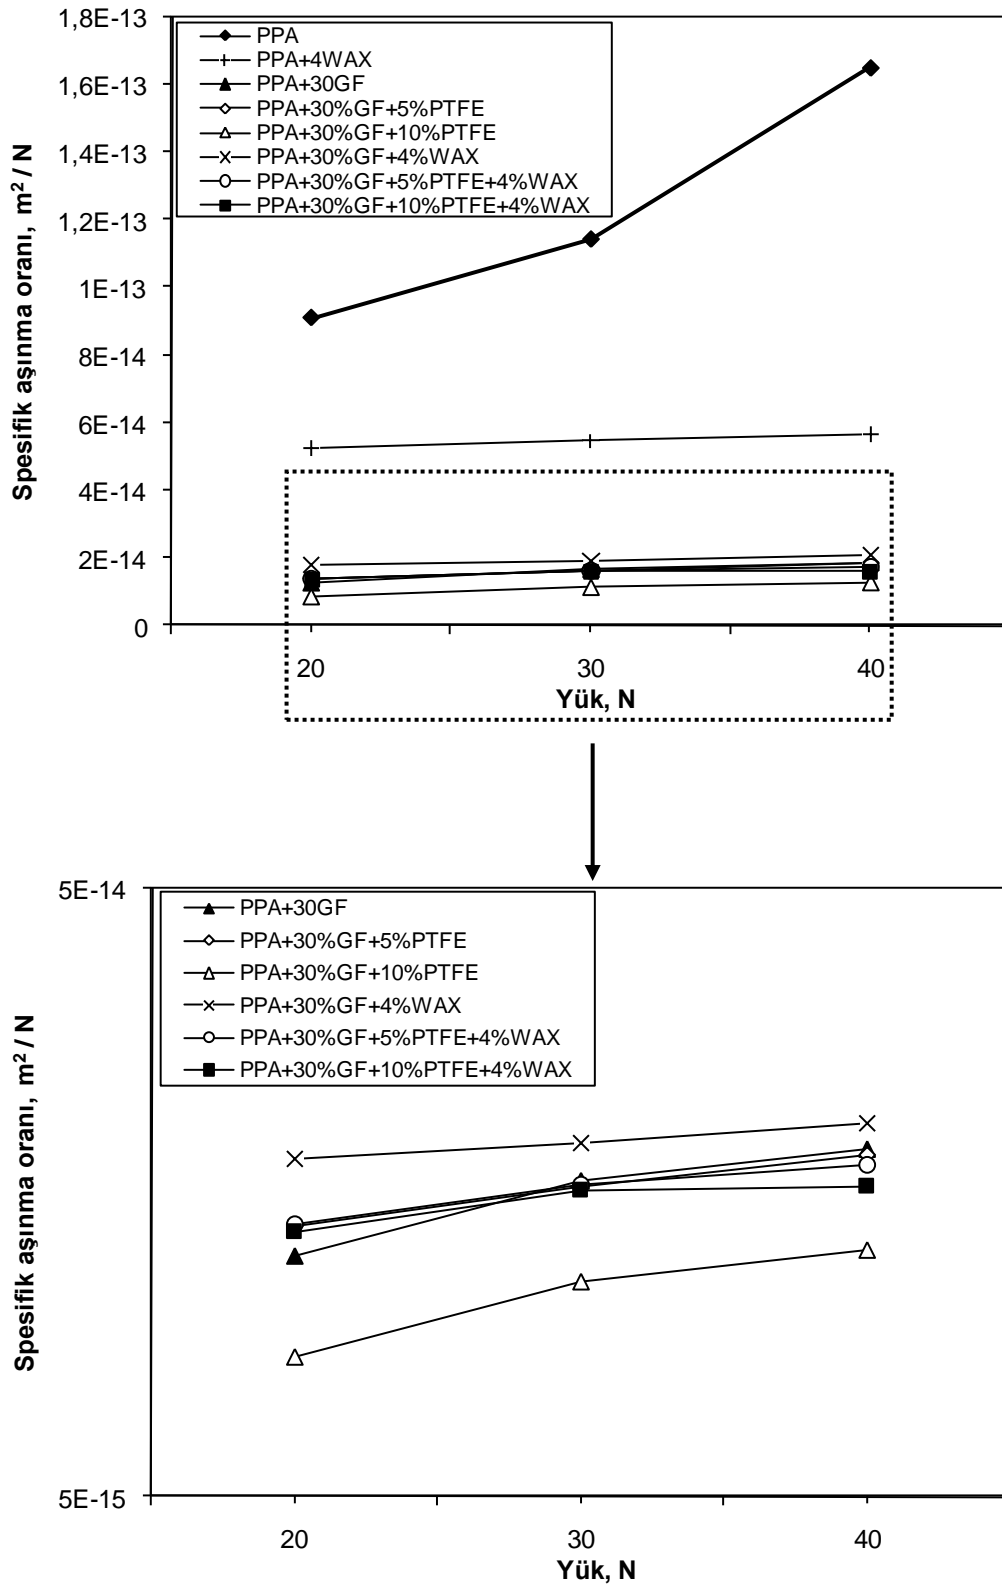 1,8E-13
1,6E-13
1,4E-13
1,2E-13
1E-13
8E-14
6E-14
4E-14
2E-14
0
Spesifik aşınma oranı, m² / N
PPA
PPA+4WAX
PPA+30GF
PPA+30%GF+5%PTFE
PPA+30%GF+10%PTFE
PPA+30%GF+4%WAX
PPA+30%GF+5%PTFE+4%WAX
PPA+30%GF+10%PTFE+4%WAX
20 30 40
Yük, N
5E-14
5E-15
Spesifik aşınma oranı, m² / N
PPA+30GF
PPA+30%GF+5%PTFE
PPA+30%GF+10%PTFE
PPA+30%GF+4%WAX
PPA+30%GF+5%PTFE+4%WAX
PPA+30%GF+10%PTFE+4%WAX
20 30 40
Yük, N